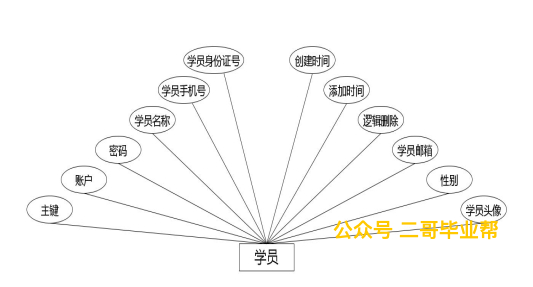 学员身份证号
创建时间
学员手机号
添加时间
学员名称
逻辑删除
密码
学员邮箱
账户
性别
主键
学员头像
公众号 二哥毕业帮
学员